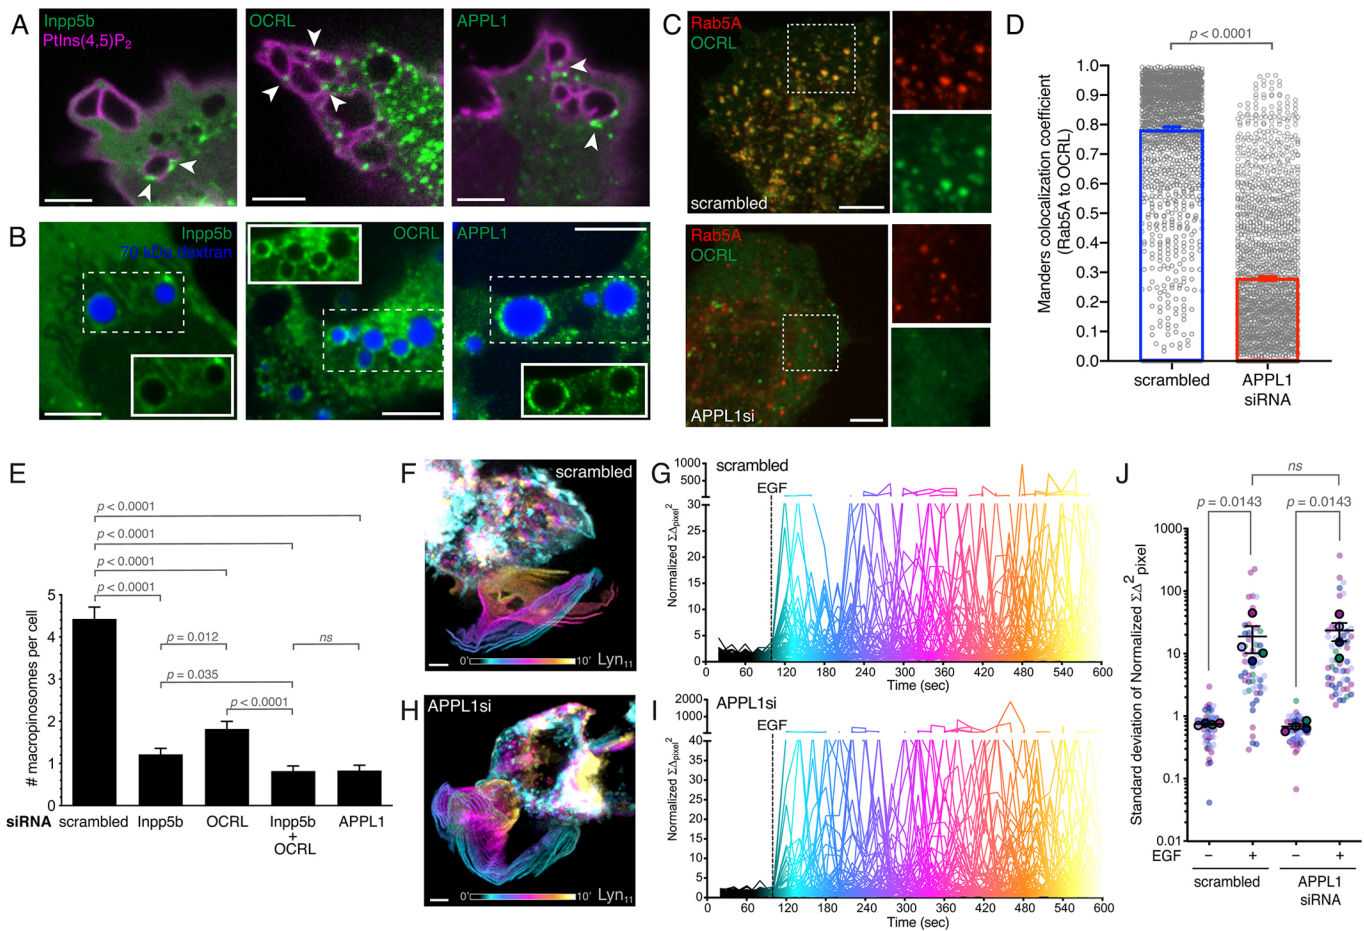 A
Inpp5b
PtIns(4,5)P2
OCRL
APPL1
B
Inpp5b
70 kDa dextran
OCRL
APPL1
C
Rab5A
OCRL
scrambled
Rab5A
OCRL
APPL1si
D
p < 0.0001
Manders colocalization coefficient
(Rab5A to OCRL)
1.0
0.9
0.8
0.7
0.6
0.5
0.4
0.3
0.2
0.1
0.0
scrambled
APPL1
siRNA
E
p < 0.0001
p < 0.0001
p < 0.0001
p < 0.0001
p = 0.012
ns
p = 0.035
p < 0.0001
# macropinosomes per cell
5
4
3
2
1
0
siRNA scrambled Inpp5b OCRL Inpp5b + OCRL APPL1
F
scrambled
0' 10' Lyn11
G
scrambled
EGF
Normalized ΣΔpixel2
1000
500
30
25
20
15
10
5
0
0 60 120 180 240 300 360 420 480 540 600
Time (sec)
H
APPL1si
0' 10' Lyn11
I
APPL1si
EGF
Normalized ΣΔpixel2
2000
1000
40
35
30
25
20
15
10
5
0
0 60 120 180 240 300 360 420 480 540 600
Time (sec)
J
ns
p = 0.0143
p = 0.0143
Standard deviation of Normalized ΣΔ2pixel
1000
100
10
1
0.1
0.01
EGF − + − +
scrambled
APPL1
siRNA